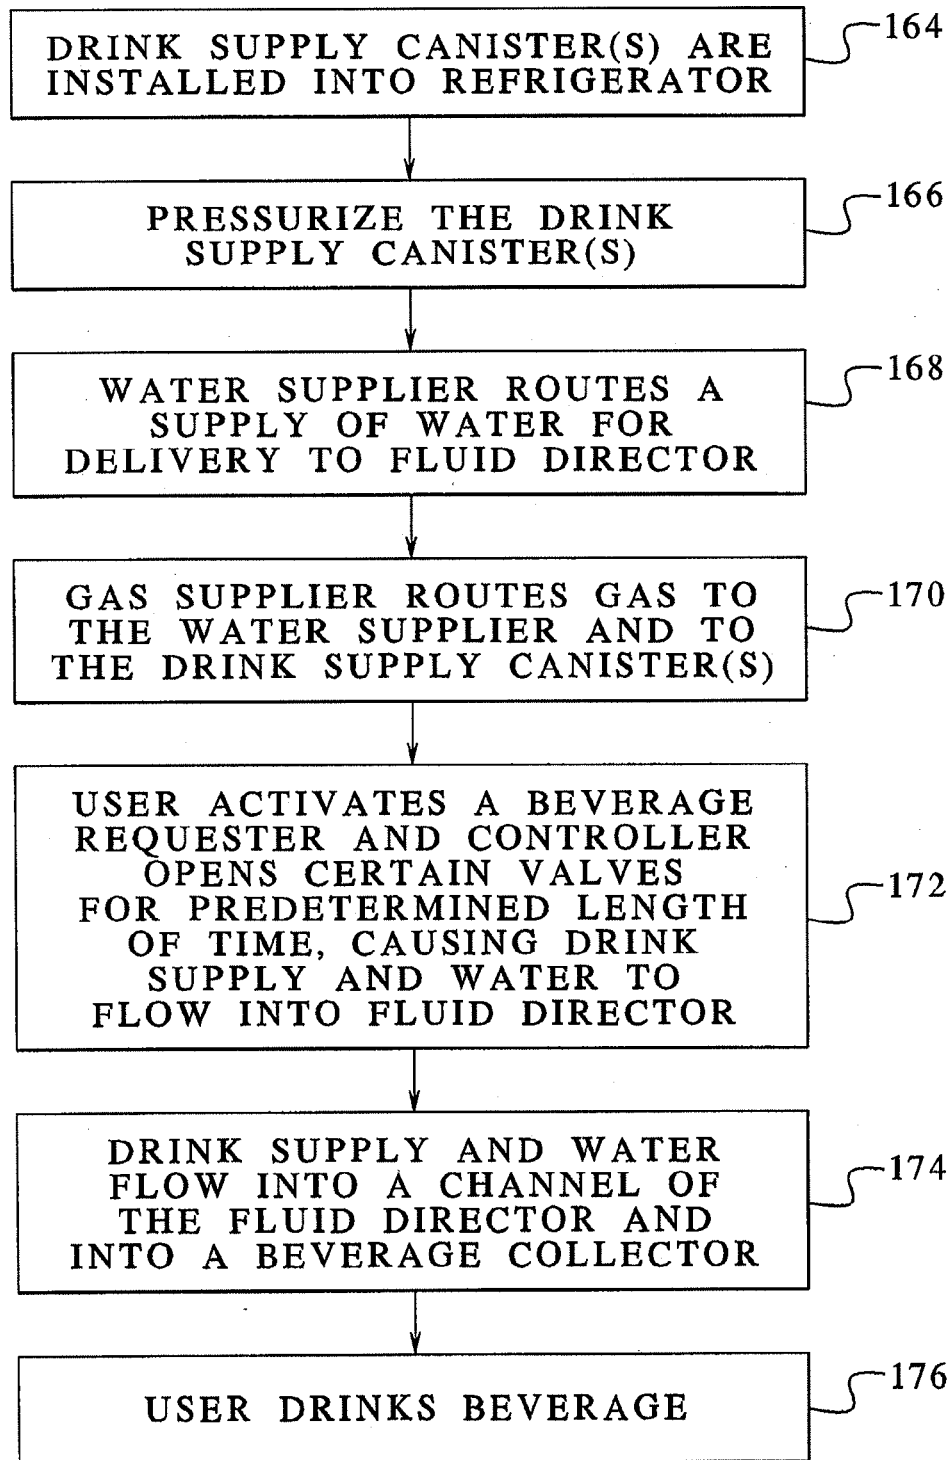 DRINK SUPPLY CANISTER(S) ARE
INSTALLED INTO REFRIGERATOR
164
PRESSURIZE THE DRINK
SUPPLY CANISTER(S)
166
WATER SUPPLIER ROUTES A
SUPPLY OF WATER FOR
DELIVERY TO FLUID DIRECTOR
168
GAS SUPPLIER ROUTES GAS TO
THE WATER SUPPLIER AND TO
THE DRINK SUPPLY CANISTER(S)
170
USER ACTIVATES A BEVERAGE
REQUESTER AND CONTROLLER
OPENS CERTAIN VALVES
FOR PREDETERMINED LENGTH
OF TIME, CAUSING DRINK
SUPPLY AND WATER TO
FLOW INTO FLUID DIRECTOR
172
DRINK SUPPLY AND WATER
FLOW INTO A CHANNEL OF
THE FLUID DIRECTOR AND
INTO A BEVERAGE COLLECTOR
174
USER DRINKS BEVERAGE
176